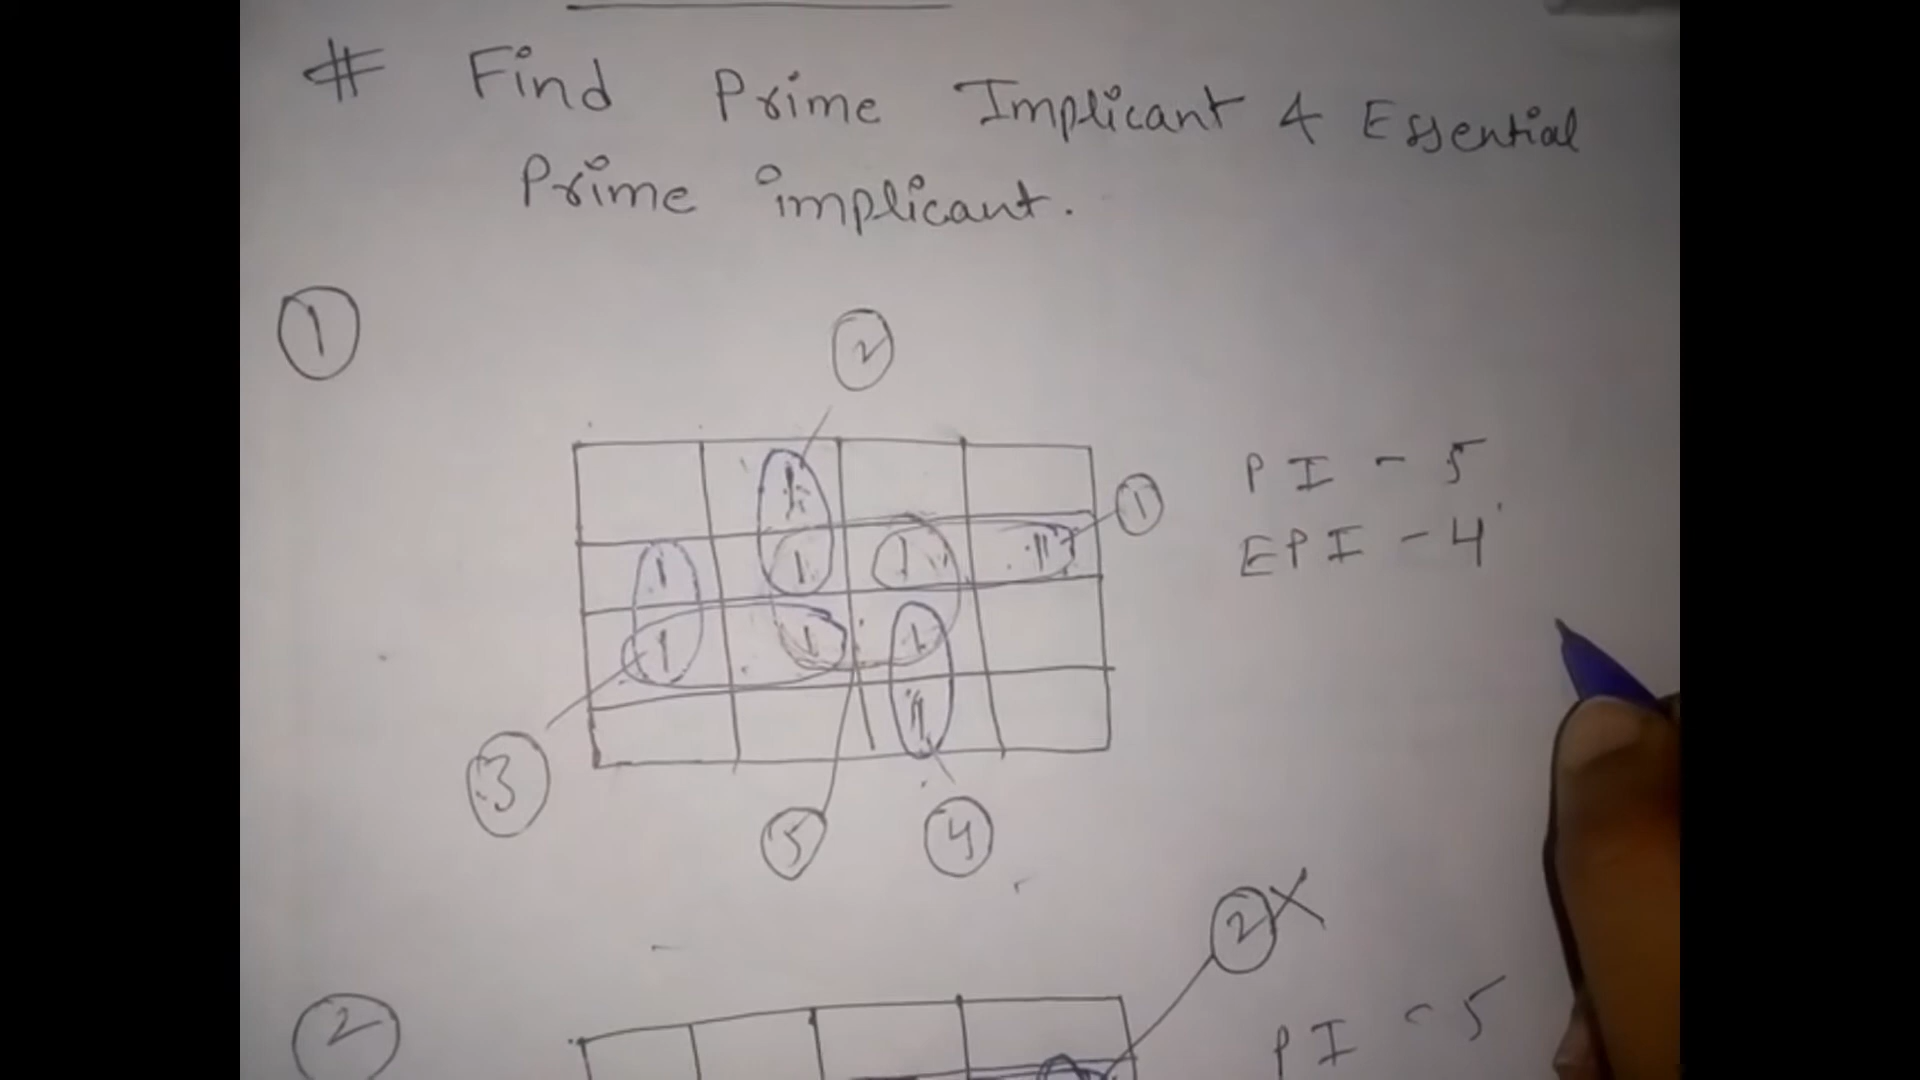 # Find Prime Implicant & Essential
Prime implicant.
①
②
1
①
PI - 5
1 1 1 1
EPI - 4
1 1 1
1
③
⑤
④
② X
②
PI - 5